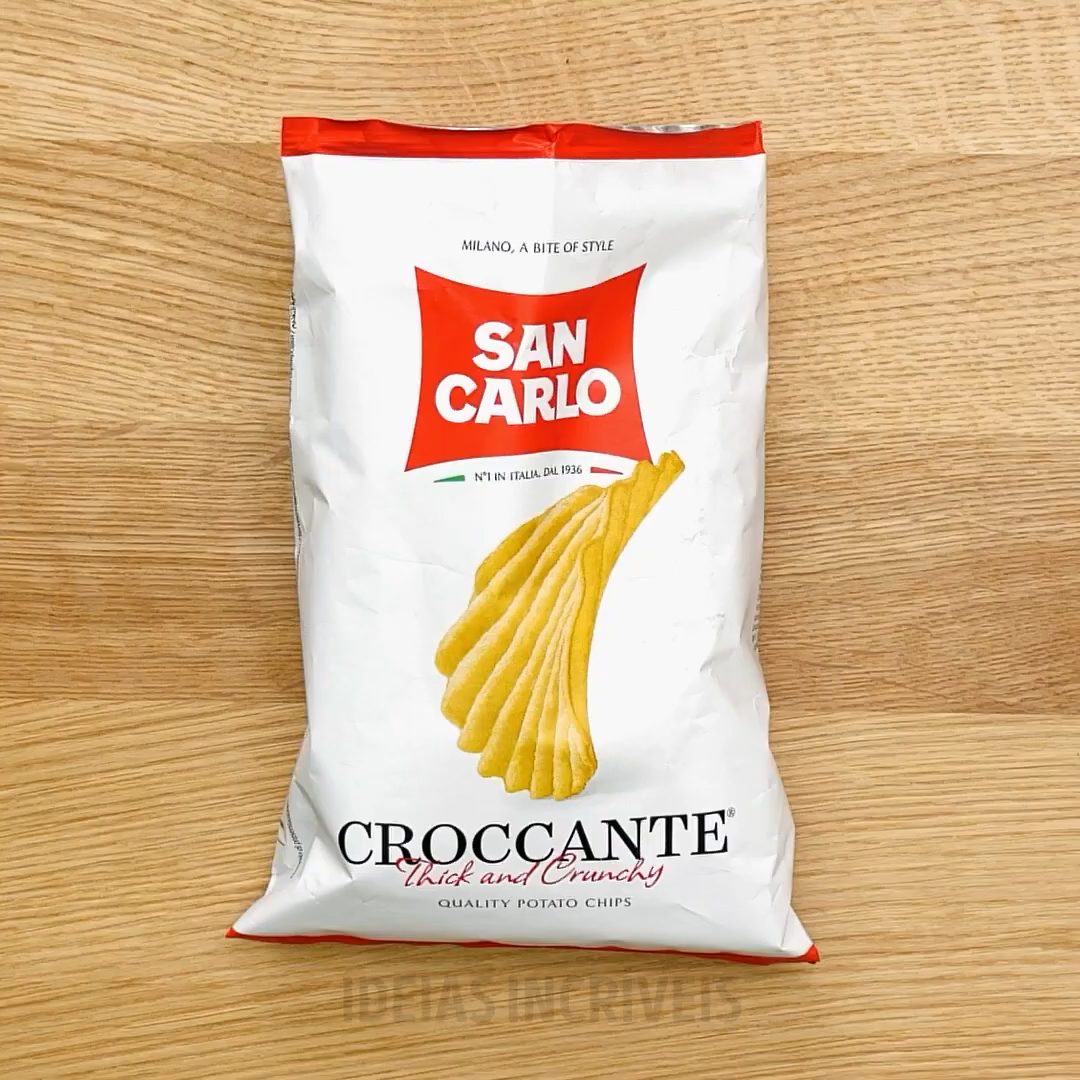 MILANO, A BITE OF STYLE
SAN
CARLO
N°1 IN ITALIA, DAL 1936
CROCCANTE®
Thick and Crunchy
QUALITY POTATO CHIPS
IDEIAS INCRÍVEIS